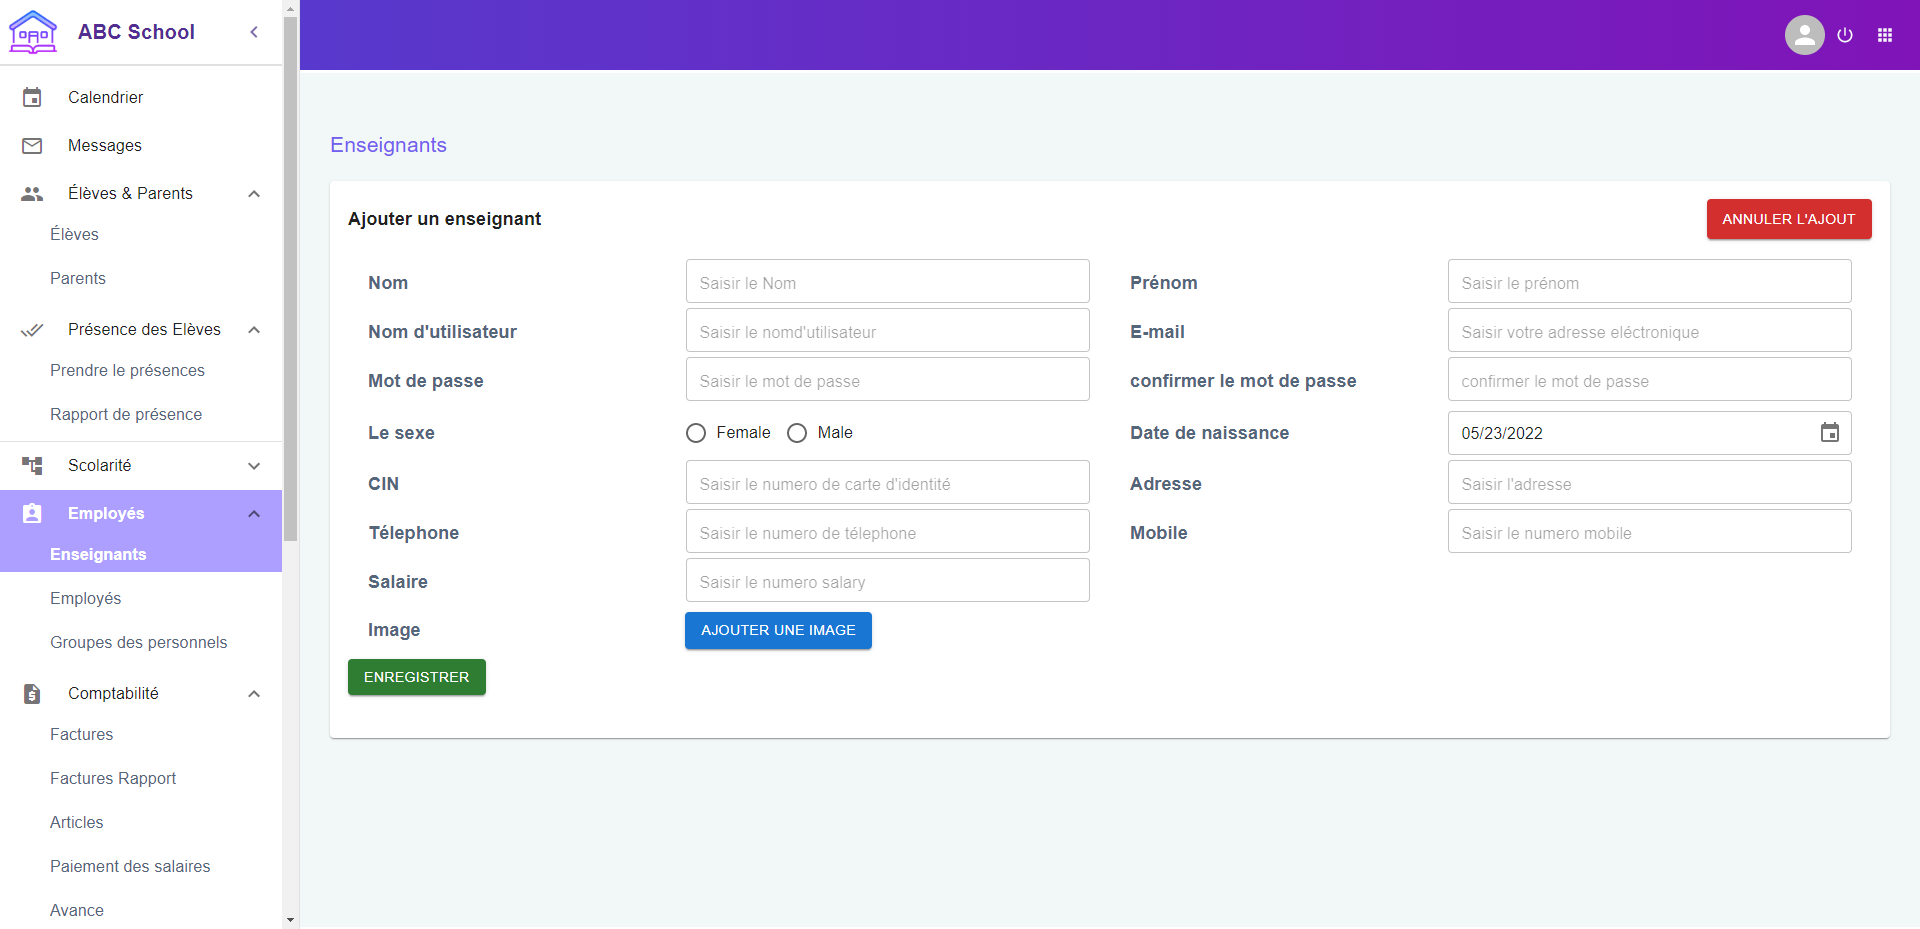 ABC School
Calendrier
Messages
Élèves & Parents
Élèves
Parents
Présence des Elèves
Prendre le présences
Rapport de présence
Scolarité
Employés
Enseignants
Employés
Groupes des personnels
Comptabilité
Factures
Factures Rapport
Articles
Paiement des salaires
Avance
Enseignants
Ajouter un enseignant
ANNULER L'AJOUT
Nom
Saisir le Nom
Prénom
Saisir le prénom
Nom d'utilisateur
Saisir le nomd'utilisateur
E-mail
Saisir votre adresse eléctronique
Mot de passe
Saisir le mot de passe
confirmer le mot de passe
confirmer le mot de passe
Le sexe
Female
Male
Date de naissance
05/23/2022
CIN
Saisir le numero de carte d'identité
Adresse
Saisir l'adresse
Télephone
Saisir le numero de télephone
Mobile
Saisir le numero mobile
Salaire
Saisir le numero salary
Image
AJOUTER UNE IMAGE
ENREGISTRER